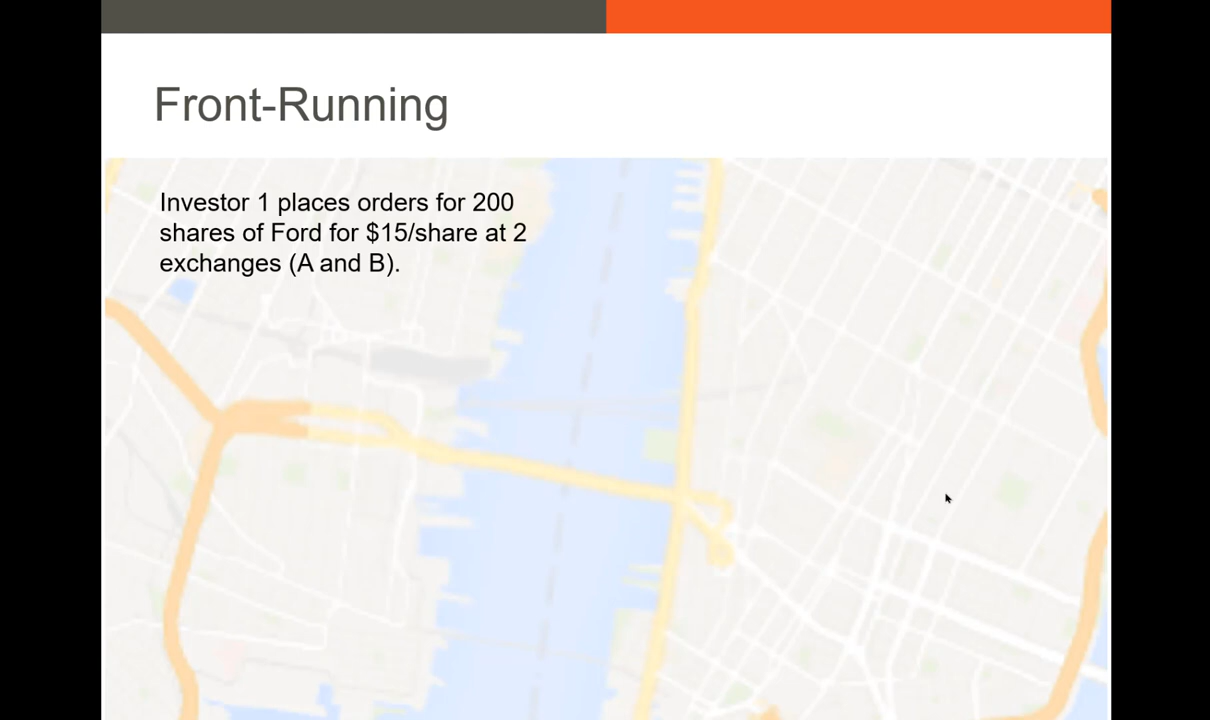 Front-Running
Investor 1 places orders for 200
shares of Ford for $15/share at 2
exchanges (A and B).